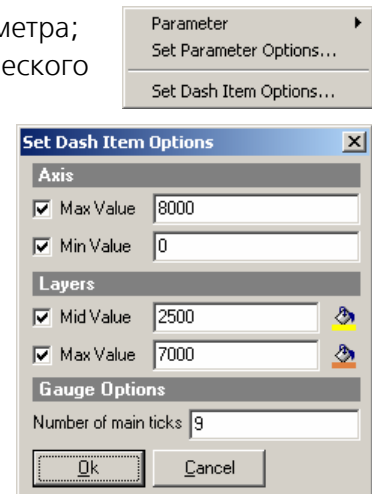 метра;
еского
Parameter
Set Parameter Options...
Set Dash Item Options...
Set Dash Item Options
Axis
Max Value 8000
Min Value 0
Layers
Mid Value 2500
Max Value 7000
Gauge Options
Number of main ticks 9
Ok Cancel